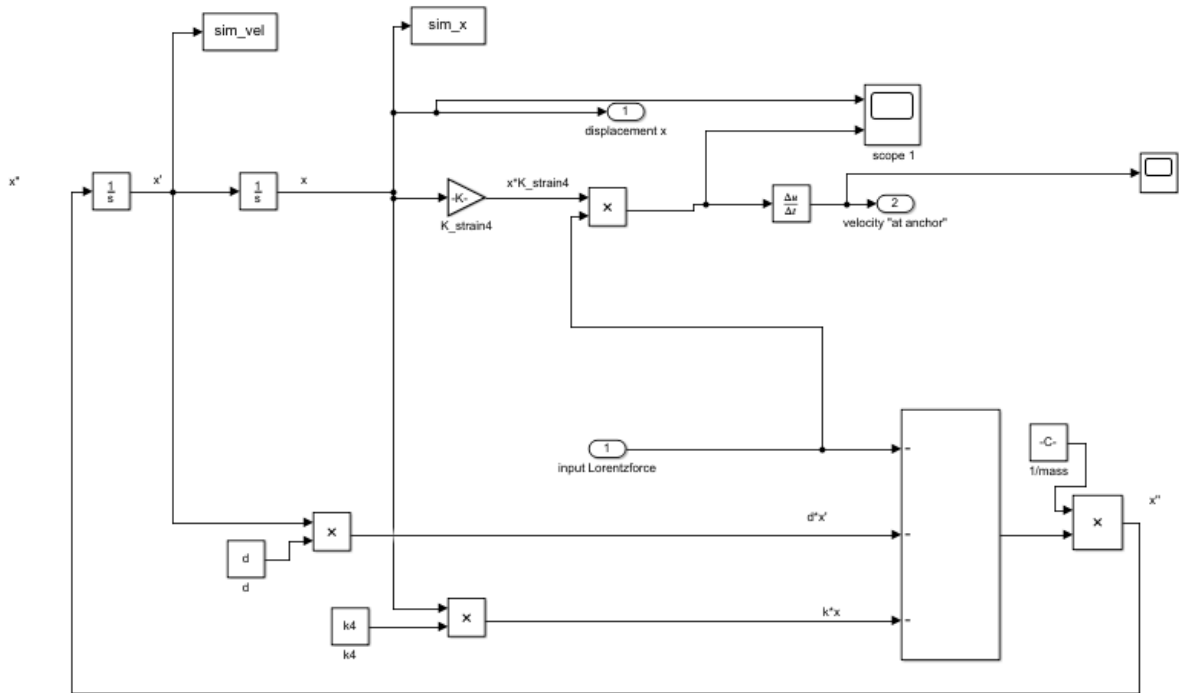 sim_vel
sim_x
1
displacement x
scope 1
x"
1
s
x'
1
s
x
-K-
K_strain4
x*K_strain4
×
Δu
Δt
2
velocity "at anchor"
1
input Lorentzforce
-
-C-
1/mass
x''
×
d*x'
-
×
d
d
k*x
-
×
k4
k4